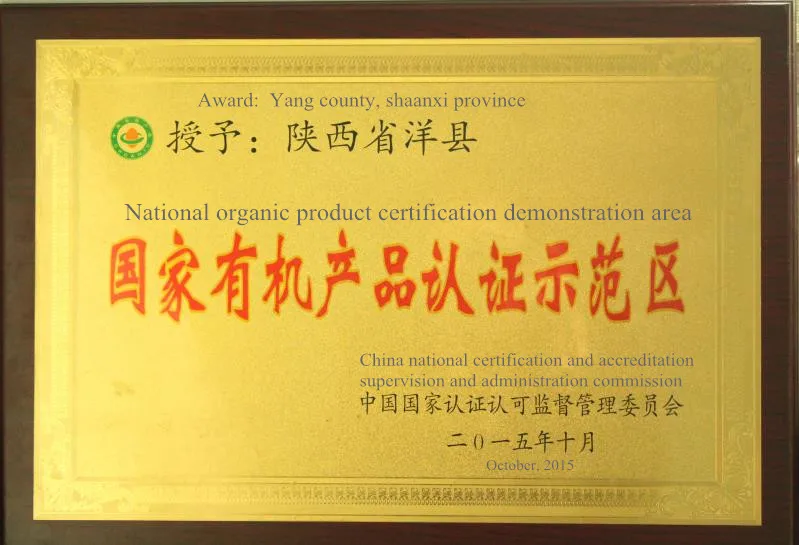 Award:  Yang county, shaanxi province
授予：陕西省洋县
National organic product certification demonstration area
国家有机产品认证示范区
China national certification and accreditation
supervision and administration commission
中国国家认证认可监督管理委员会
二0一五年十月
October, 2015